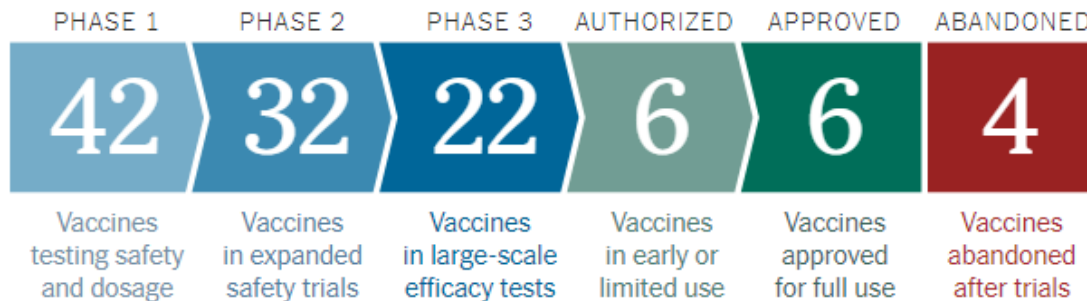 PHASE 1 PHASE 2 PHASE 3 AUTHORIZED APPROVED ABANDONED
42 32 22 6 6 4
Vaccines Vaccines Vaccines Vaccines Vaccines Vaccines
testing safety in expanded in large-scale in early or approved abandoned
and dosage safety trials efficacy tests limited use for full use after trials